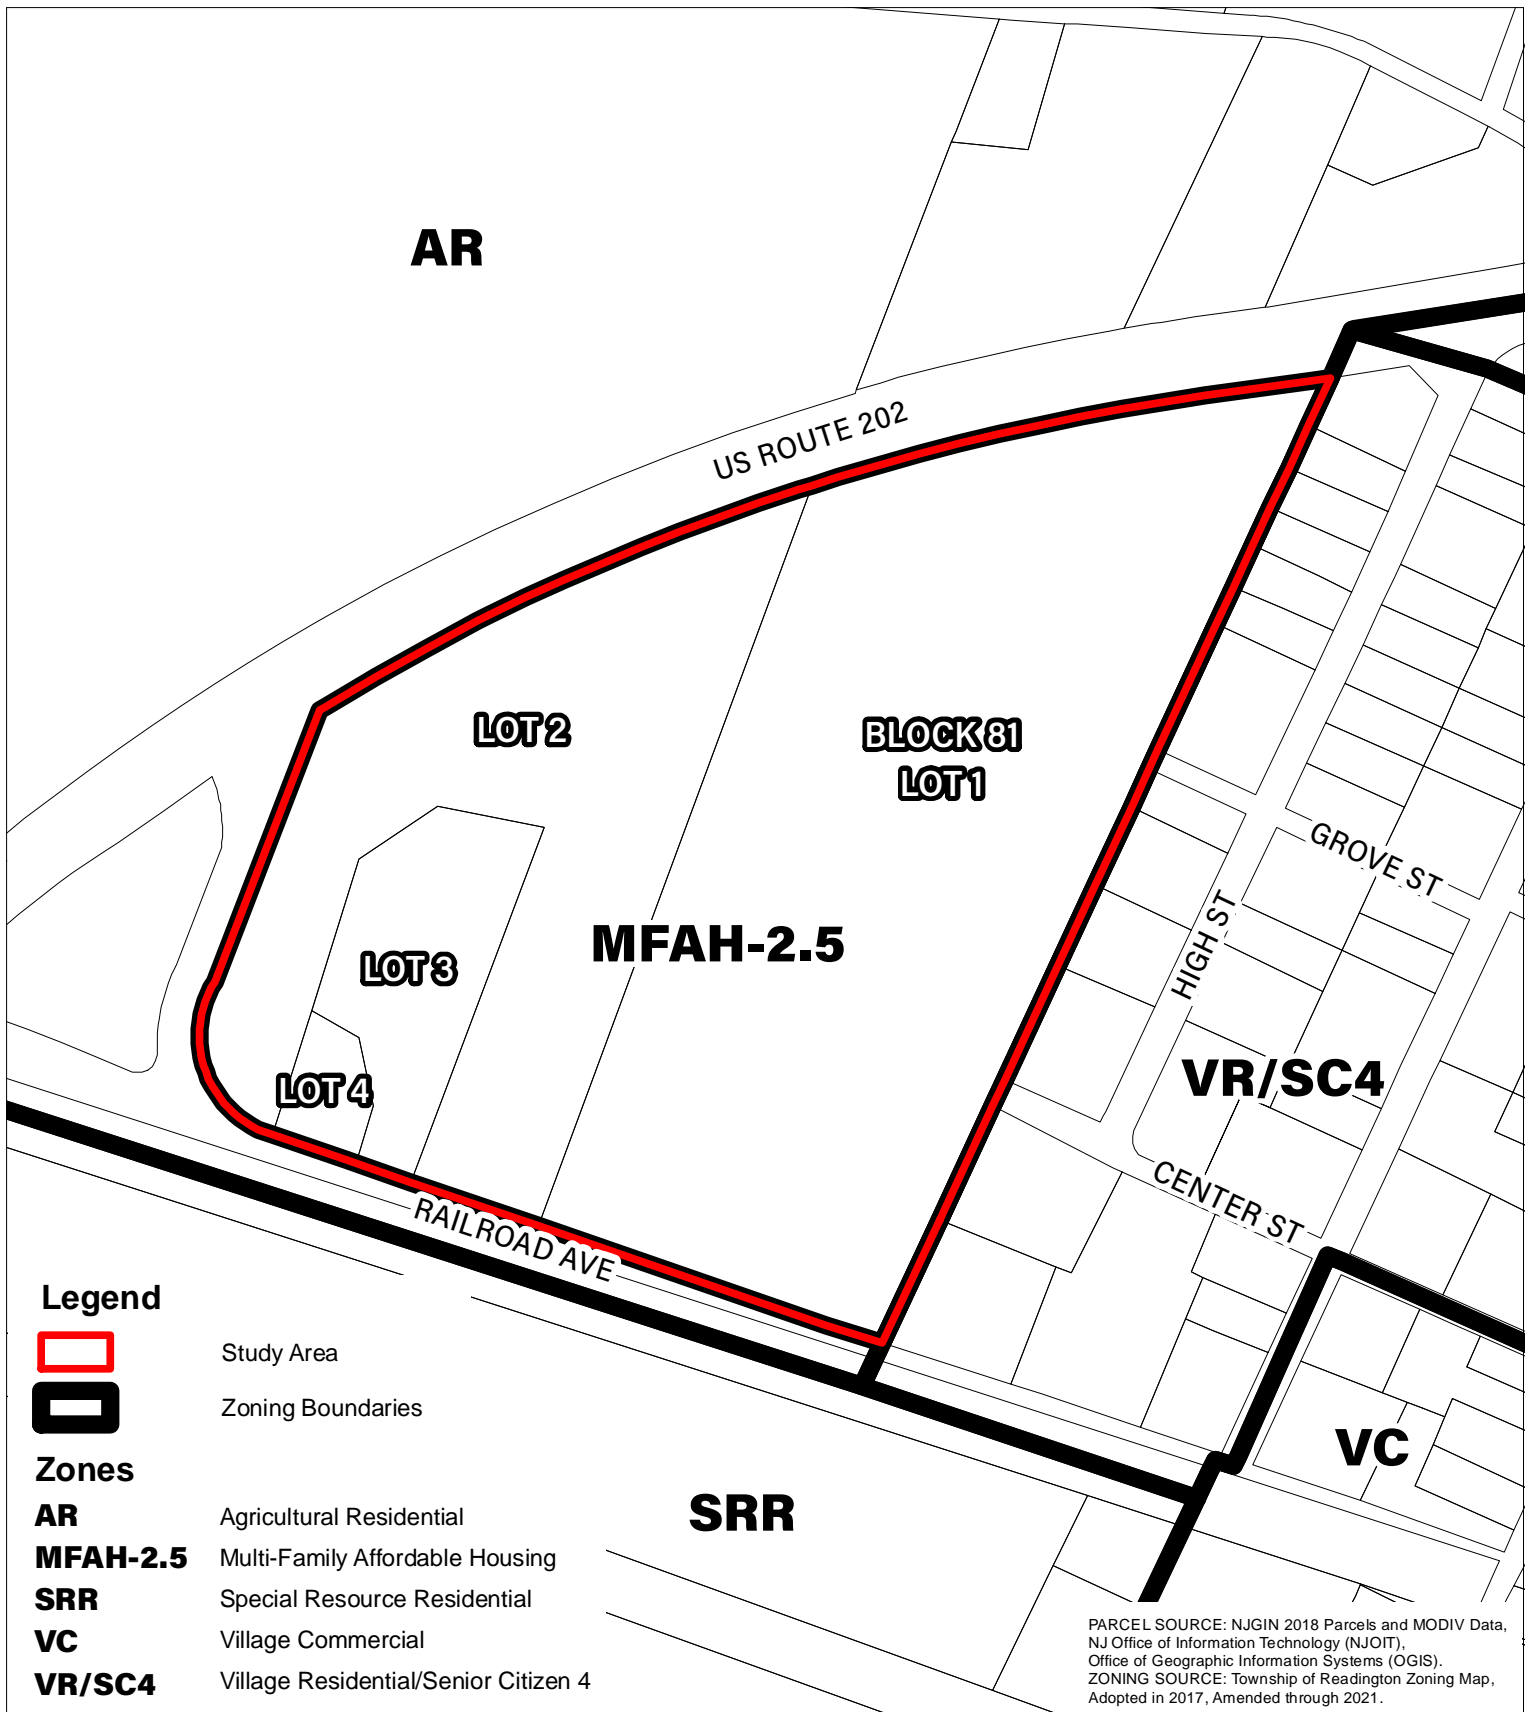 AR
US ROUTE 202
LOT 2
BLOCK 81
LOT 1
GROVE ST
HIGH ST
LOT 3
MFAH-2.5
LOT 4
VR/SC4
CENTER ST
RAILROAD AVE
VC
SRR
Legend
Study Area
Zoning Boundaries
Zones
AR Agricultural Residential
MFAH-2.5 Multi-Family Affordable Housing
SRR Special Resource Residential
VC Village Commercial
VR/SC4 Village Residential/Senior Citizen 4
PARCEL SOURCE: NJGIN 2018 Parcels and MODIV Data,
NJ Office of Information Technology (NJOIT),
Office of Geographic Information Systems (OGIS).
ZONING SOURCE: Township of Readington Zoning Map,
Adopted in 2017, Amended through 2021.